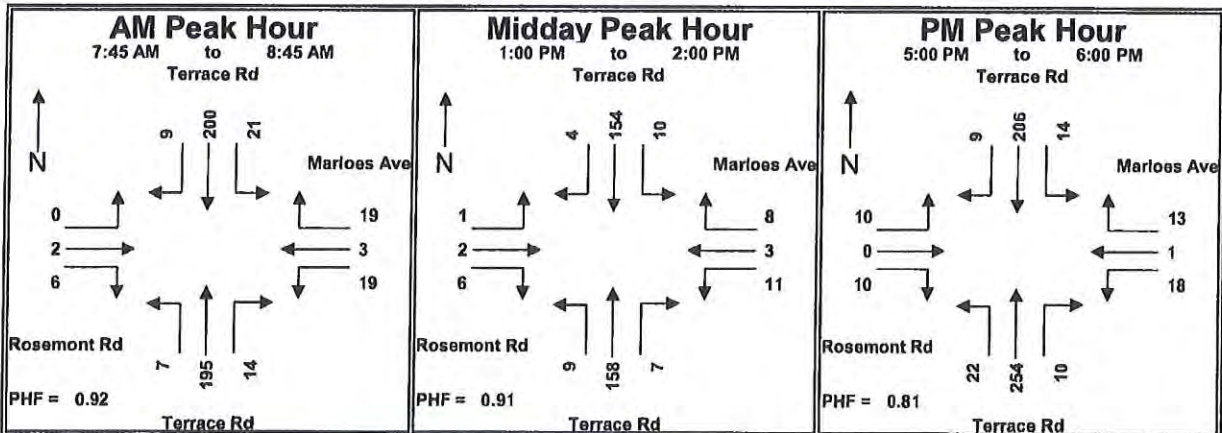 AM Peak Hour
7:45 AM to 8:45 AM
Terrace Rd
9 200 21
N
Marloes Ave
0 19
2 3
6 19
Rosemont Rd
7 195 14
PHF = 0.92
Terrace Rd
Midday Peak Hour
1:00 PM to 2:00 PM
Terrace Rd
4 154 10
N
Marloes Ave
1 8
2 3
6 11
Rosemont Rd
9 158 7
PHF = 0.91
Terrace Rd
PM Peak Hour
5:00 PM to 6:00 PM
Terrace Rd
9 206 14
N
Marloes Ave
10 13
0 1
10 18
Rosemont Rd
22 254 10
PHF = 0.81
Terrace Rd